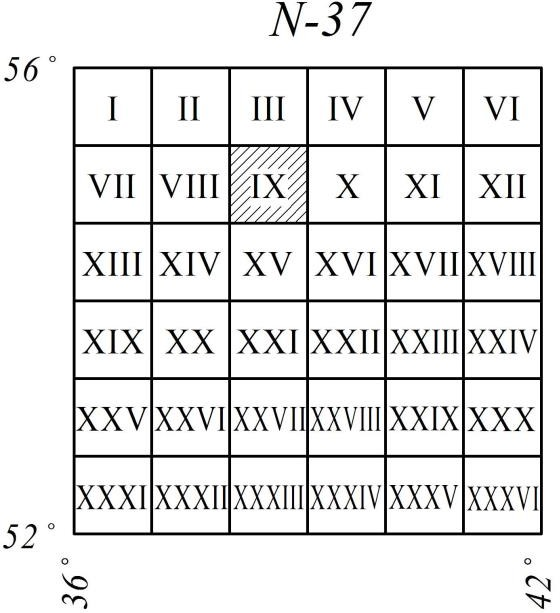 N-37
56°
I II III IV V VI
VII VIII IX X XI XII
XIII XIV XV XVI XVII XVIII
XIX XX XXI XXII XXIII XXIV
XXV XXVI XXVII XXVIII XXIX XXX
XXXI XXXII XXXIII XXXIV XXXV XXXVI
52°
36° 42°